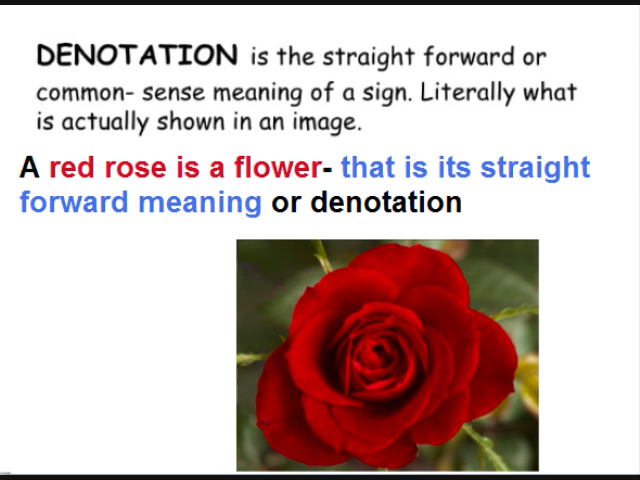 DENOTATION is the straight forward or
common- sense meaning of a sign. Literally what
is actually shown in an image.
A red rose is a flower- that is its straight
forward meaning or denotation